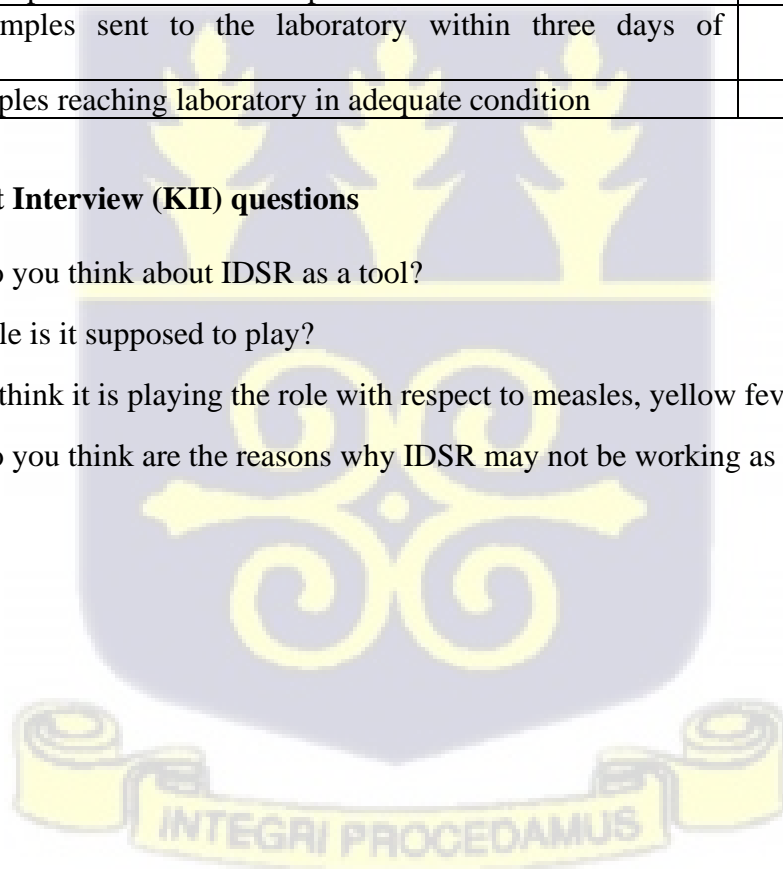 mples sent to the laboratory within three days of
ples reaching laboratory in adequate condition
t Interview (KII) questions
you think about IDSR as a tool?
le is it supposed to play?
think it is playing the role with respect to measles, yellow fev
you think are the reasons why IDSR may not be working as
INTEGRI PROCEDAMUS